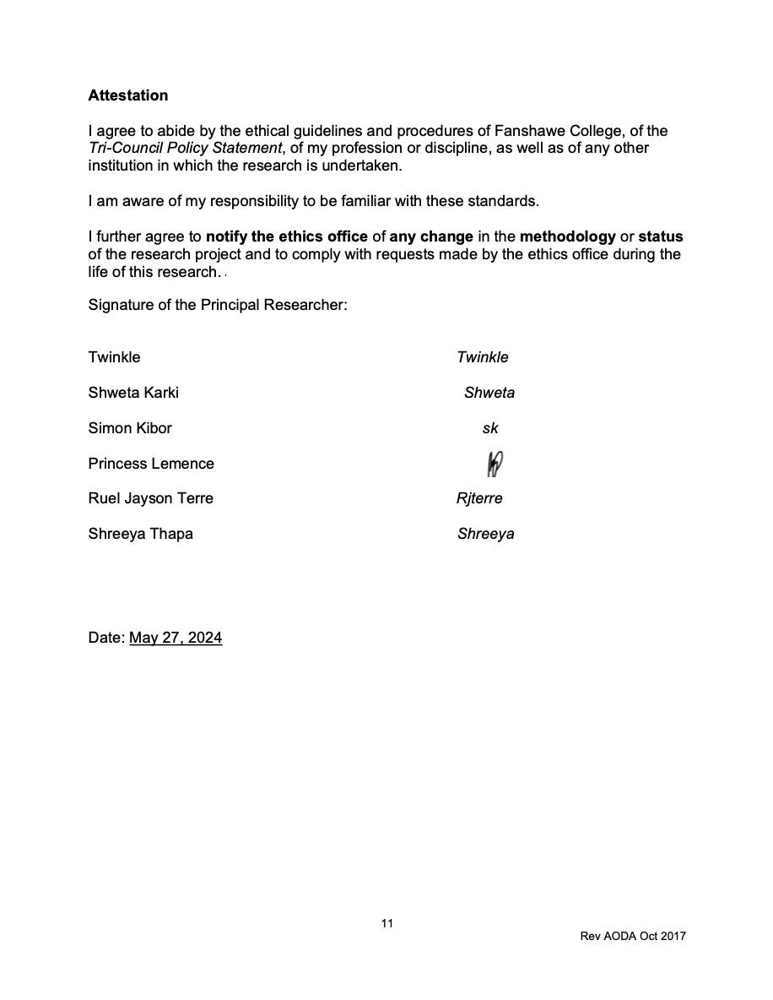 Attestation
I agree to abide by the ethical guidelines and procedures of Fanshawe College, of the
Tri-Council Policy Statement, of my profession or discipline, as well as of any other
institution in which the research is undertaken.
I am aware of my responsibility to be familiar with these standards.
I further agree to notify the ethics office of any change in the methodology or status
of the research project and to comply with requests made by the ethics office during the
life of this research. .
Signature of the Principal Researcher:
Twinkle Twinkle
Shweta Karki Shweta
Simon Kibor sk
Princess Lemence
Ruel Jayson Terre Rjterre
Shreeya Thapa Shreeya
Date: May 27, 2024
11
Rev AODA Oct 2017